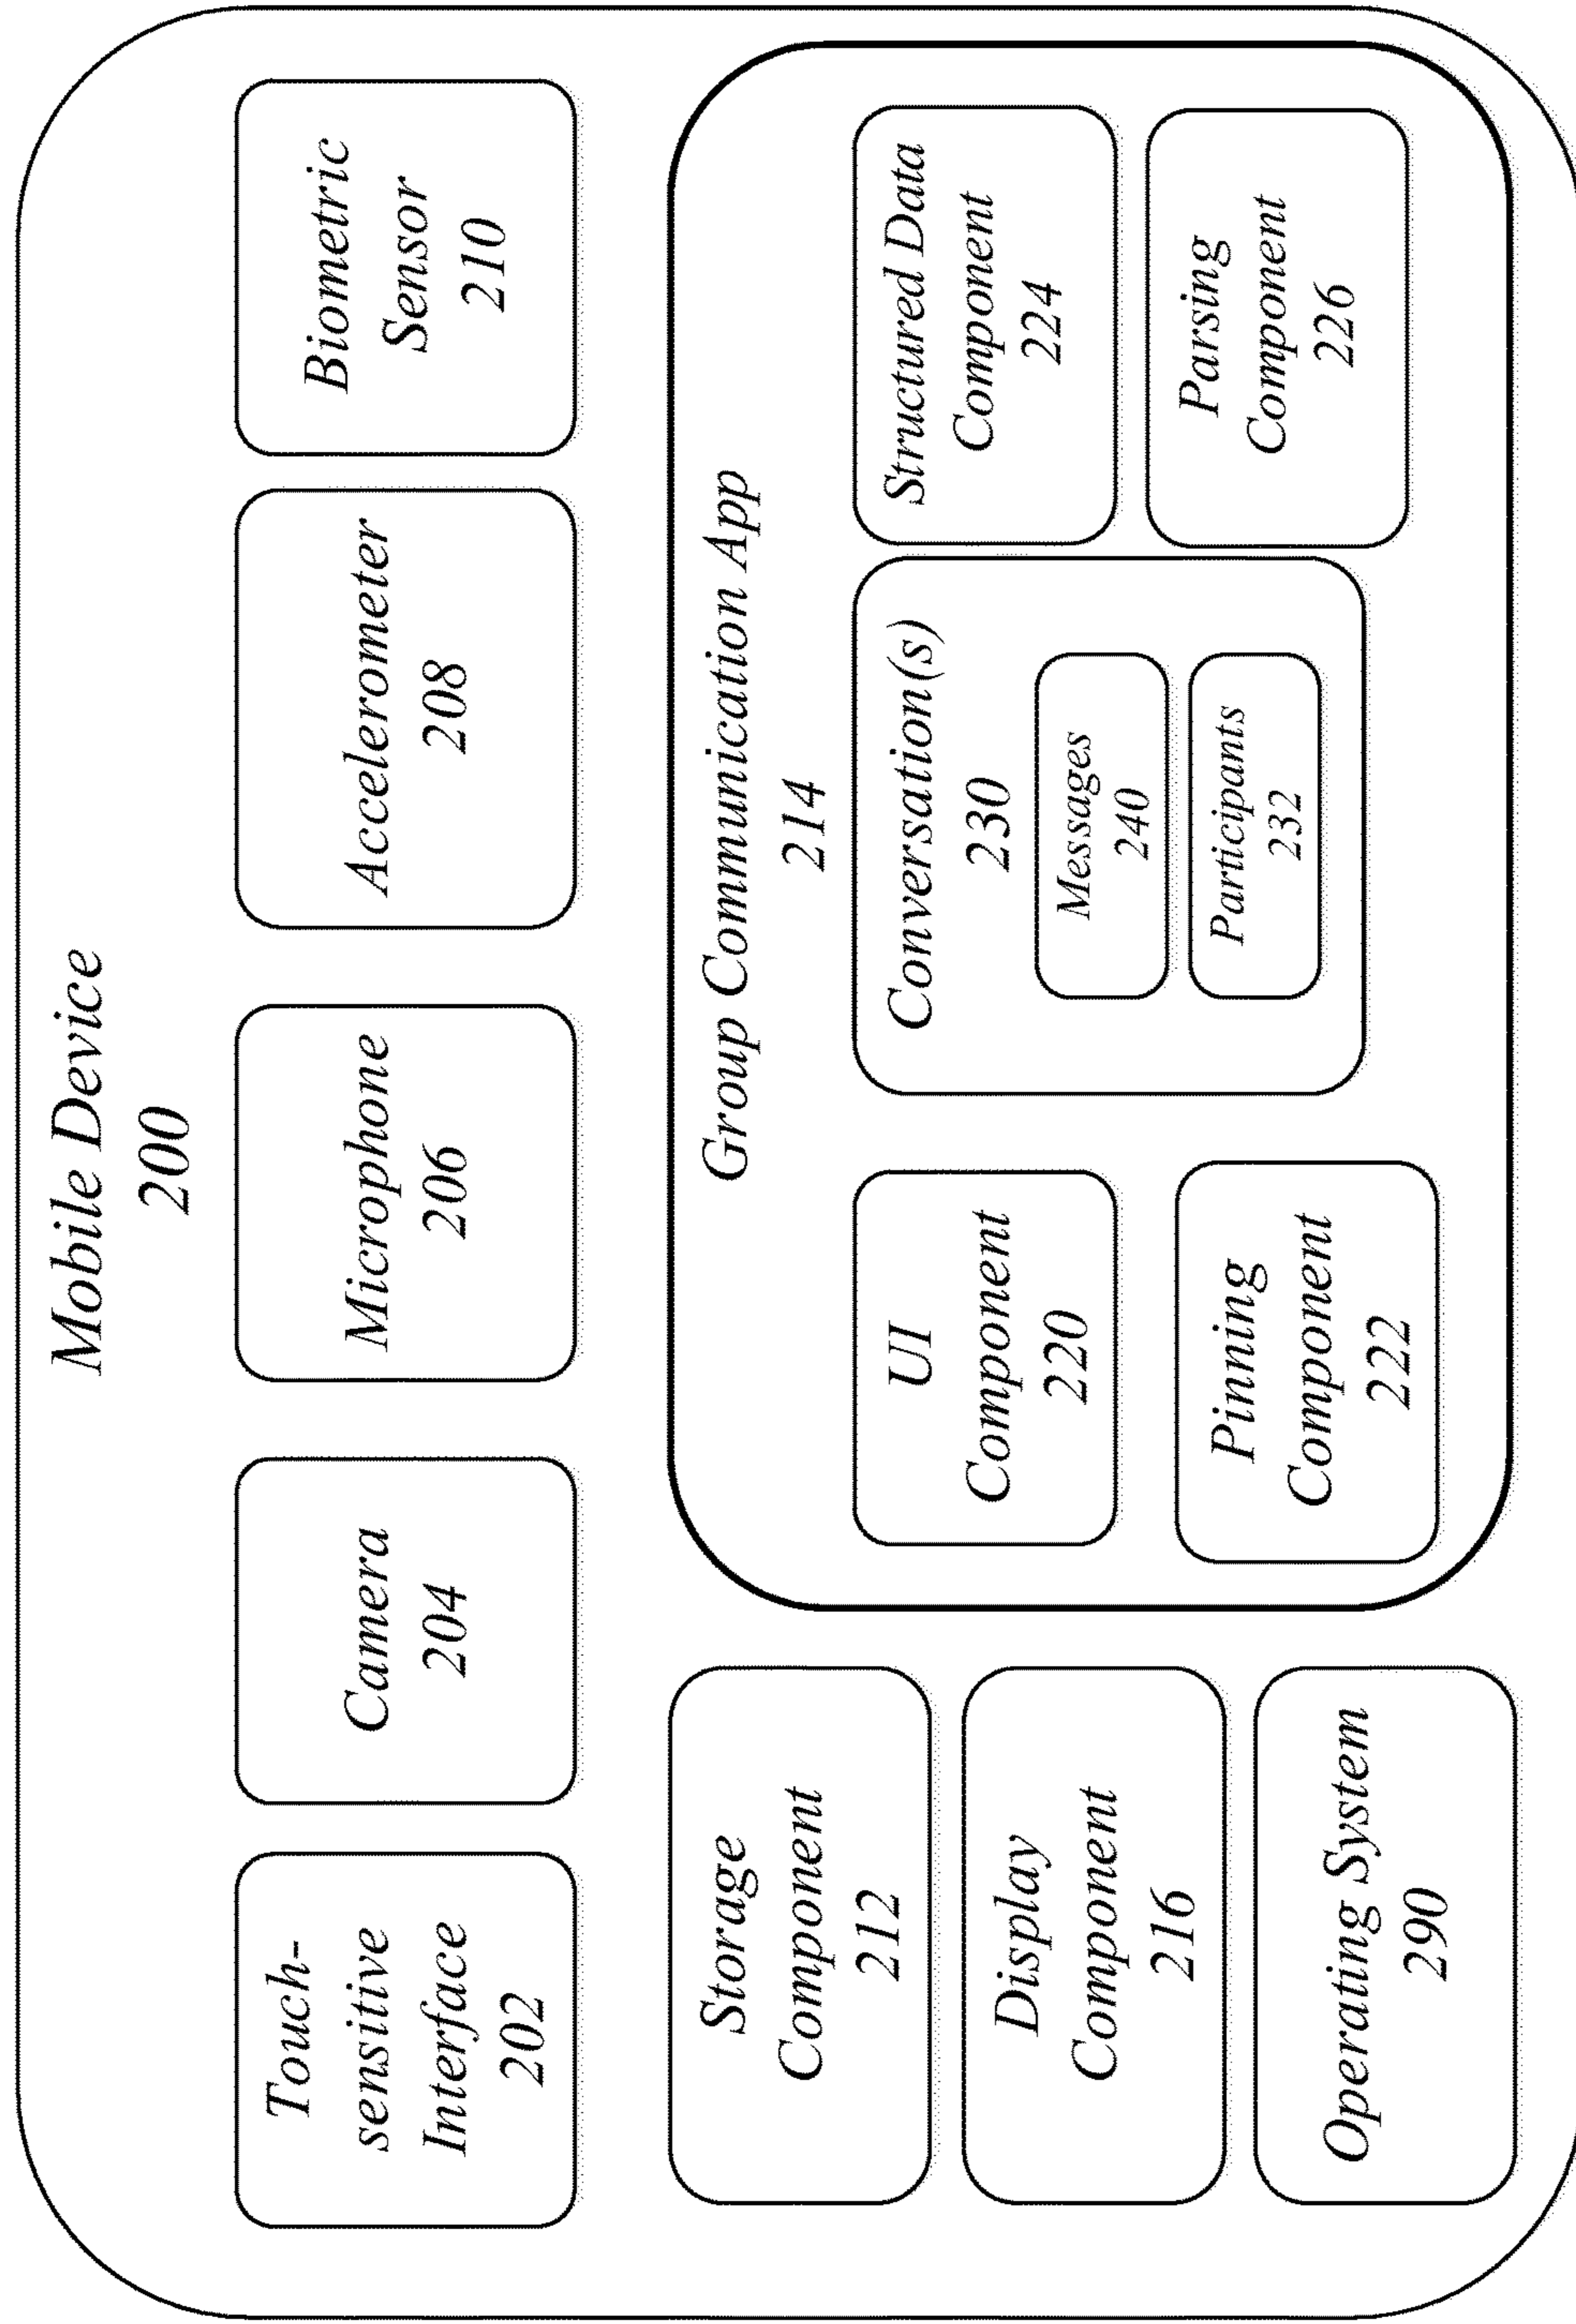 Mobile Device
200
Touch-
sensitive
Interface
202
Camera
204
Microphone
206
Accelerometer
208
Biometric
Sensor
210
Storage
Component
212
Display
Component
216
Operating System
290
Group Communication App
214
UI
Component
220
Pinning
Component
222
Conversation(s)
230
Messages
240
Participants
232
Structured Data
Component
224
Parsing
Component
226